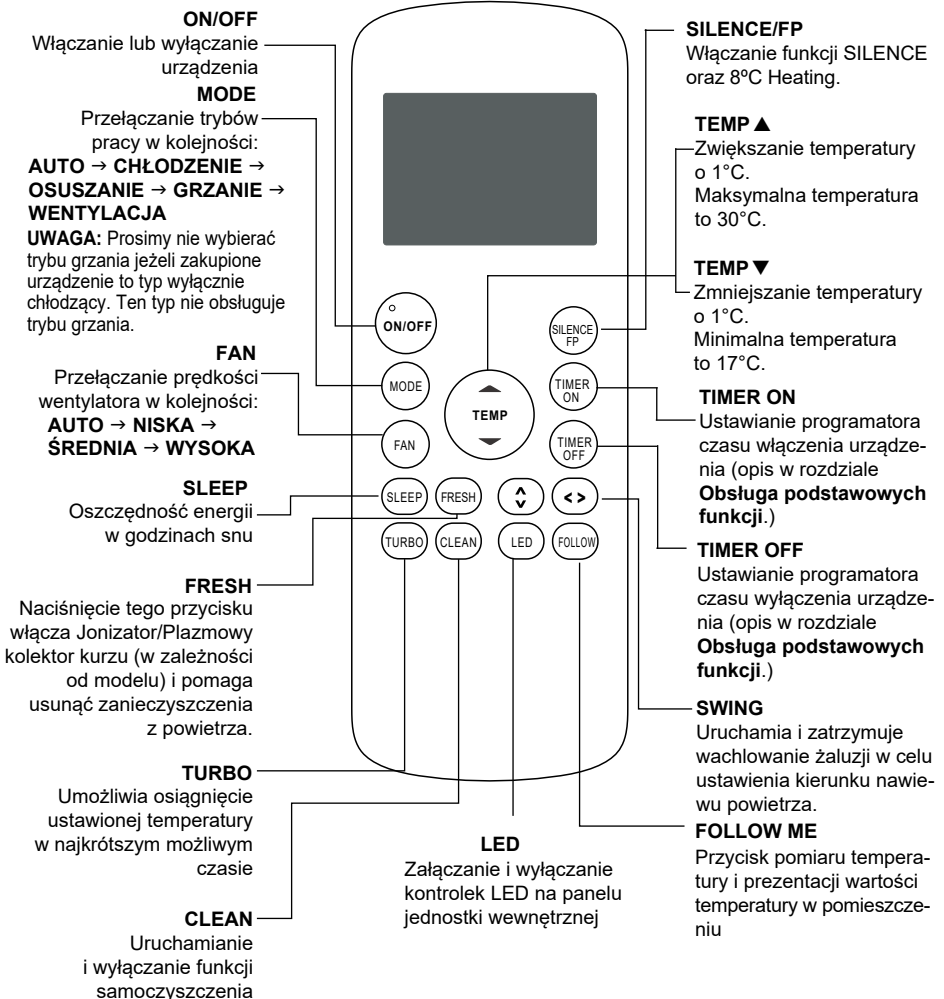 ON/OFF
Włączanie lub wyłączanie
urządzenia
MODE
Przełączanie trybów
pracy w kolejności:
AUTO → CHŁODZENIE →
OSUSZANIE → GRZANIE →
WENTYLACJA
UWAGA: Prosimy nie wybierać
trybu grzania jeżeli zakupione
urządzenie to typ wyłącznie
chłodzący. Ten typ nie obsługuje
trybu grzania.
FAN
Przełączanie prędkości
wentylatora w kolejności:
AUTO → NISKA →
ŚREDNIA → WYSOKA
SLEEP
Oszczędność energii
w godzinach snu
FRESH
Naciśnięcie tego przycisku
włącza Jonizator/Plazmowy
kolektor kurzu (w zależności
od modelu) i pomaga
usunąć zanieczyszczenia
z powietrza.
TURBO
Umożliwia osiągnięcie
ustawionej temperatury
w najkrótszym możliwym
czasie
CLEAN
Uruchamianie
i wyłączanie funkcji
samoczyszczenia
ON/OFF
SILENCE
FP
MODE
TEMP
TIMER
ON
FAN
TIMER
OFF
SLEEP
FRESH
TURBO
CLEAN
LED
FOLLOW
LED
Załączanie i wyłączanie
kontrolek LED na panelu
jednostki wewnętrznej
SILENCE/FP
Włączanie funkcji SILENCE
oraz 8ºC Heating.
TEMP ▲
Zwiększanie temperatury
o 1°C.
Maksymalna temperatura
to 30°C.
TEMP ▼
Zmniejszanie temperatury
o 1°C.
Minimalna temperatura
to 17°C.
TIMER ON
Ustawianie programatora
czasu włączenia urządze-
nia (opis w rozdziale
Obsługa podstawowych
funkcji.)
TIMER OFF
Ustawianie programatora
czasu wyłączenia urządze-
nia (opis w rozdziale
Obsługa podstawowych
funkcji.)
SWING
Uruchamia i zatrzymuje
wachlowanie żaluzji w celu
ustawienia kierunku nawie-
wu powietrza.
FOLLOW ME
Przycisk pomiaru tempera-
tury i prezentacji wartości
temperatury w pomieszcze-
niu